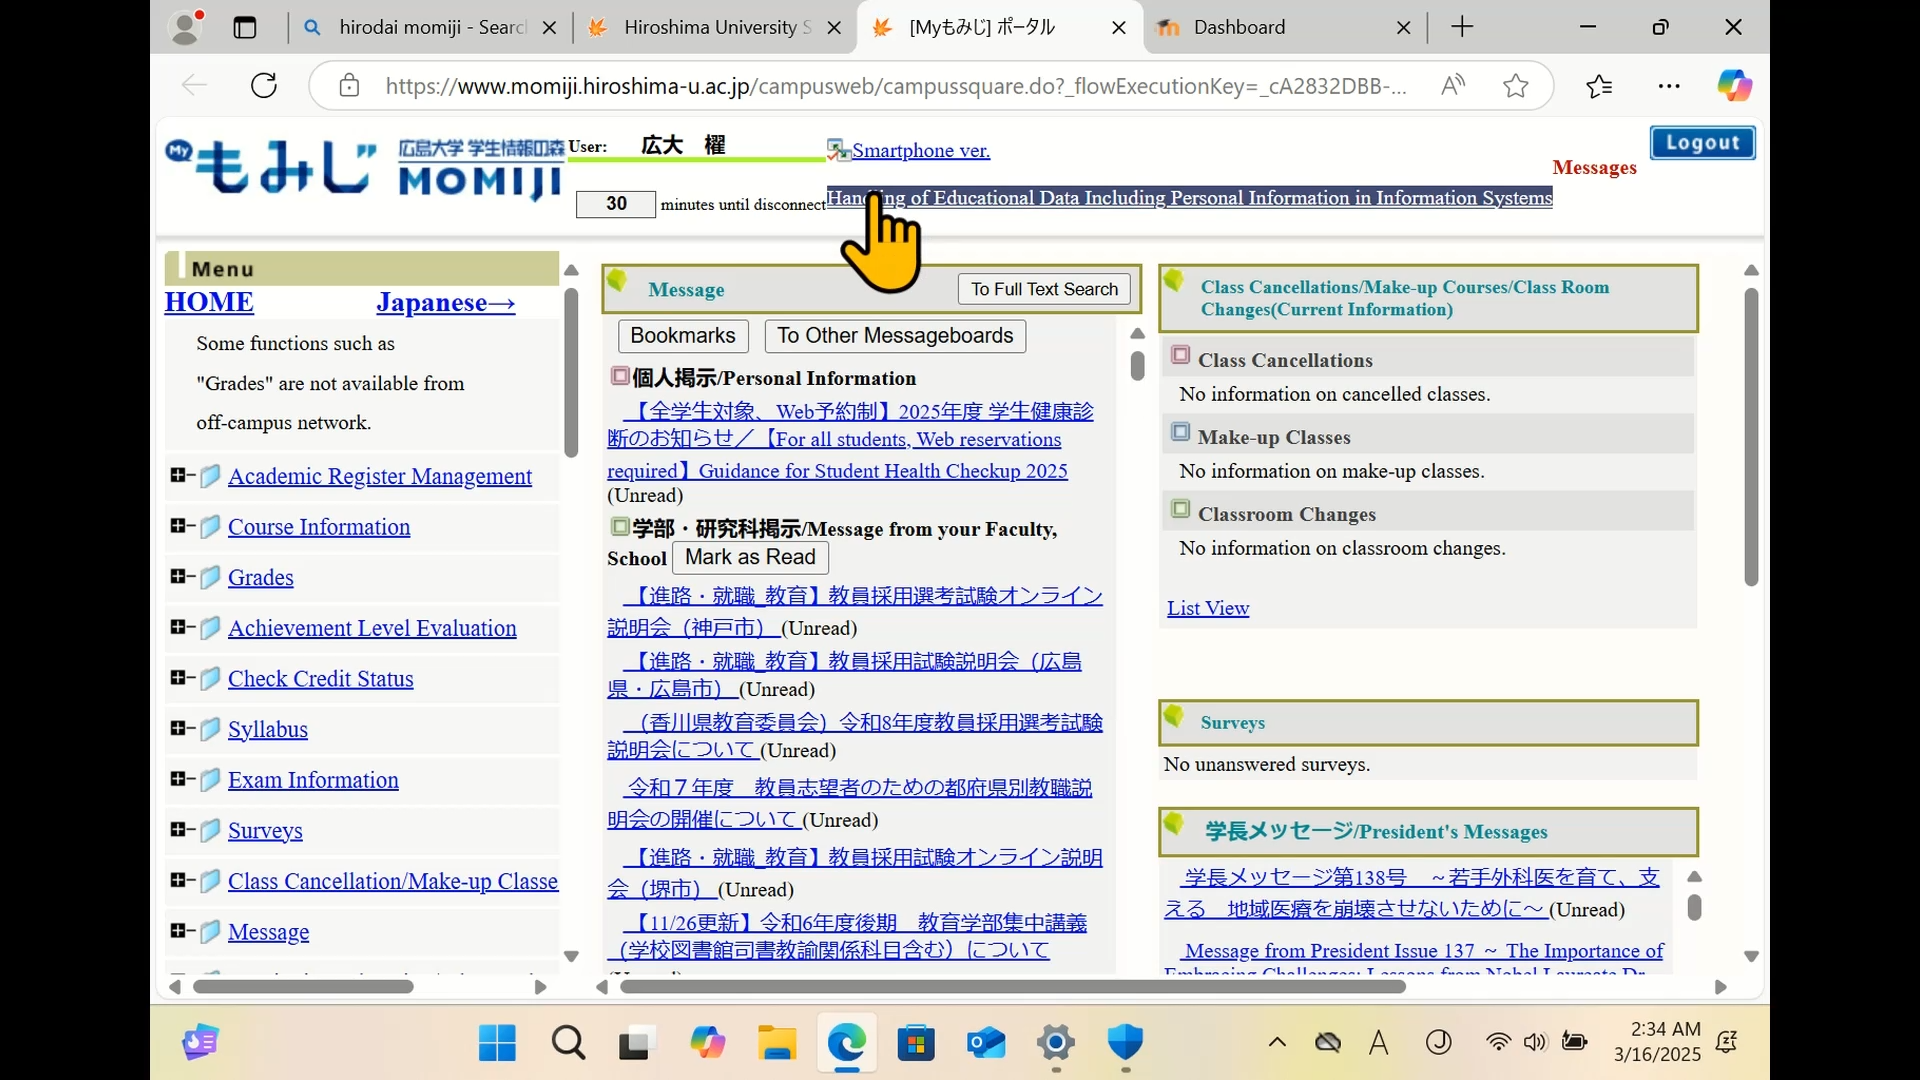 hirodai momiji - Searc
Hiroshima University S
[Myもみじ] ポータル
Dashboard
https://www.momiji.hiroshima-u.ac.jp/campusweb/campussquare.do?_flowExecutionKey=_cA2832DBB-...
My もみじ
広島大学 学生情報の森
MOMIJI
User: 広大 櫂
Smartphone ver.
Messages
Logout
30 minutes until disconnect
Handling of Educational Data Including Personal Information in Information Systems
Menu
HOME Japanese→
Some functions such as
"Grades" are not available from
off-campus network.
Academic Register Management
Course Information
Grades
Achievement Level Evaluation
Check Credit Status
Syllabus
Exam Information
Surveys
Class Cancellation/Make-up Classe
Message
Message To Full Text Search
Bookmarks To Other Messageboards
個人掲示/Personal Information
【全学生対象、Web予約制】2025年度 学生健康診
断のお知らせ／【For all students, Web reservations
required】Guidance for Student Health Checkup 2025
(Unread)
学部・研究科掲示/Message from your Faculty,
School Mark as Read
【進路・就職_教育】教員採用選考試験オンライン
説明会（神戸市） (Unread)
【進路・就職_教育】教員採用試験説明会（広島
県・広島市） (Unread)
（香川県教育委員会）令和8年度教員採用選考試験
説明会について (Unread)
令和７年度　教員志望者のための都府県別教職説
明会の開催について (Unread)
【進路・就職_教育】教員採用試験オンライン説明
会（堺市） (Unread)
【11/26更新】令和6年度後期　教育学部集中講義
（学校図書館司書教諭関係科目含む）について
Class Cancellations/Make-up Courses/Class Room
Changes(Current Information)
Class Cancellations
No information on cancelled classes.
Make-up Classes
No information on make-up classes.
Classroom Changes
No information on classroom changes.
List View
Surveys
No unanswered surveys.
学長メッセージ/President's Messages
学長メッセージ第138号　～若手外科医を育て、支
える　地域医療を崩壊させないために～ (Unread)
Message from President Issue 137 ～ The Importance of
Embracing Challenges: Lessons from Nobel Laureate Dr.
A
2:34 AM
3/16/2025